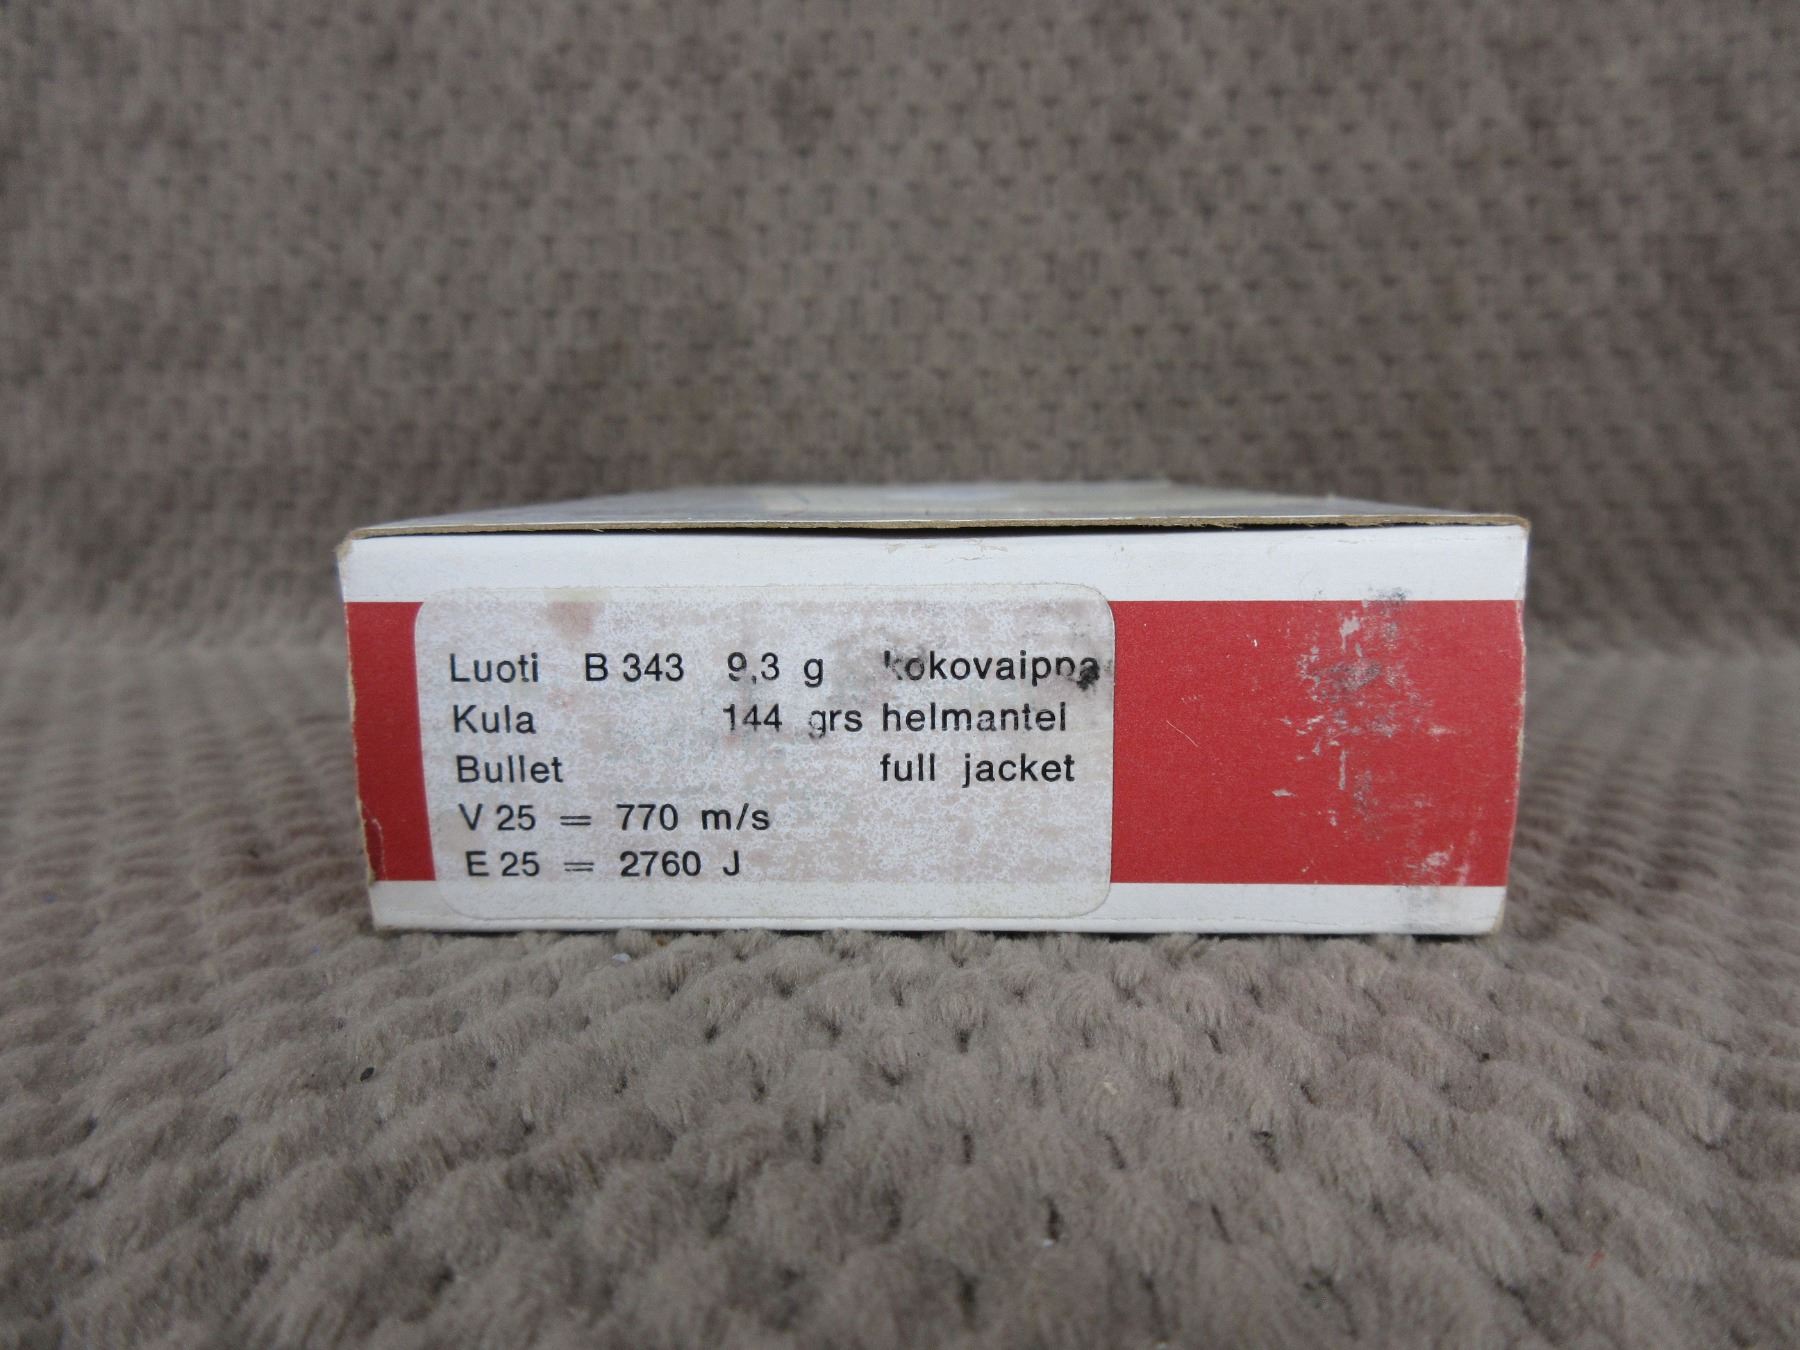 Luoti B 343 9,3 g kokovaippa
Kula 144 grs helmantel
Bullet full jacket
V 25 = 770 m/s
E 25 = 2760 J